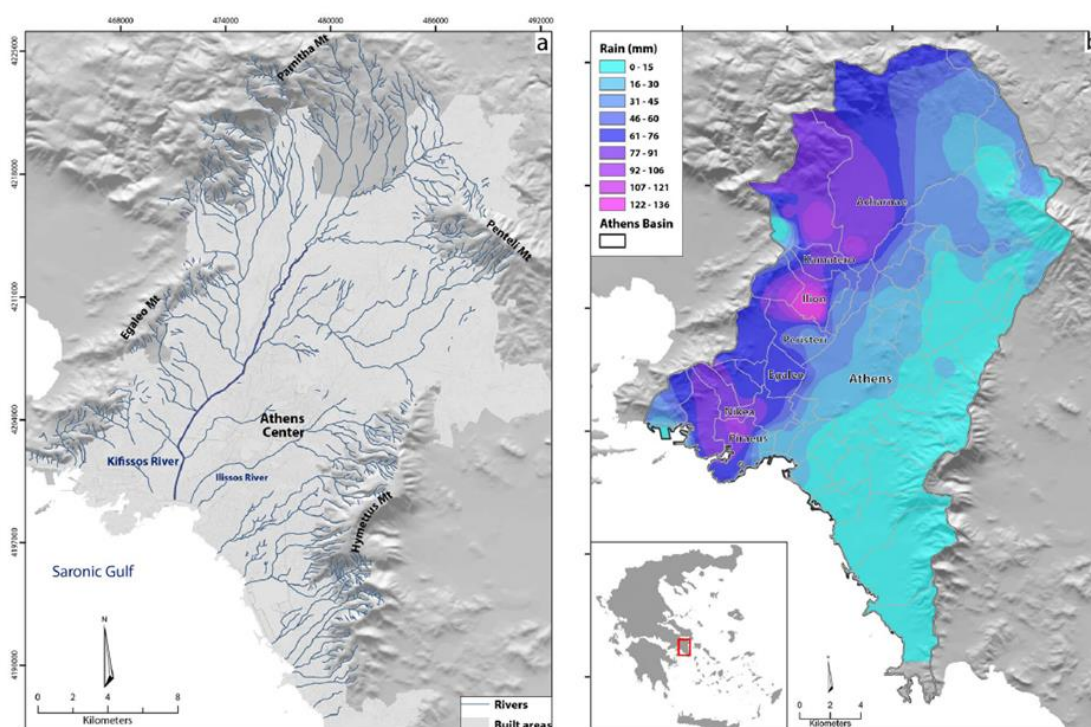 468000 474000 480000 486000 492000
a
4225000
4218000
4211000
4204000
4197000
4190000
Parnitha Mt
Penteli Mt
Egaleo Mt
Athens
Center
Kifissos River
Ilissos River
Hymettus Mt
Saronic Gulf
N
0 4 8
Kilometers
Rivers
Built areas
Rain (mm)
0 - 15
16 - 30
31 - 45
46 - 60
61 - 76
77 - 91
92 - 106
107 - 121
122 - 136
Athens Basin
Acharnae
Kamatero
Ilion
Peristeri
Egaleo
Athens
Nikea
Piraeus
0 2 4
Kilometers